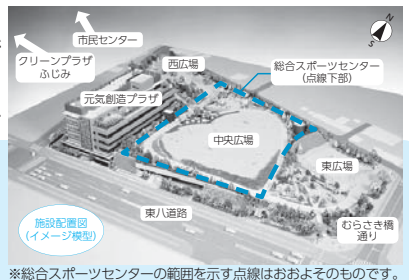 市民センター
クリーンプラザ
ふじみ
西広場
総合スポーツセンター
(点線下部)
元気創造プラザ
中央広場
東広場
施設配置図
(イメージ模型)
東八道路
むらさき橋
通り
N
S
※総合スポーツセンターの範囲を示す点線はおおよそのものです。